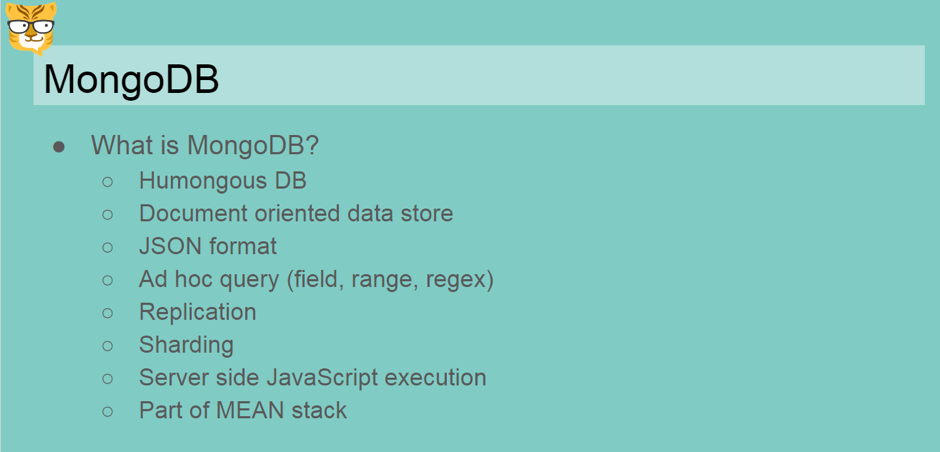 MongoDB
● What is MongoDB?
○ Humongous DB
○ Document oriented data store
○ JSON format
○ Ad hoc query (field, range, regex)
○ Replication
○ Sharding
○ Server side JavaScript execution
○ Part of MEAN stack